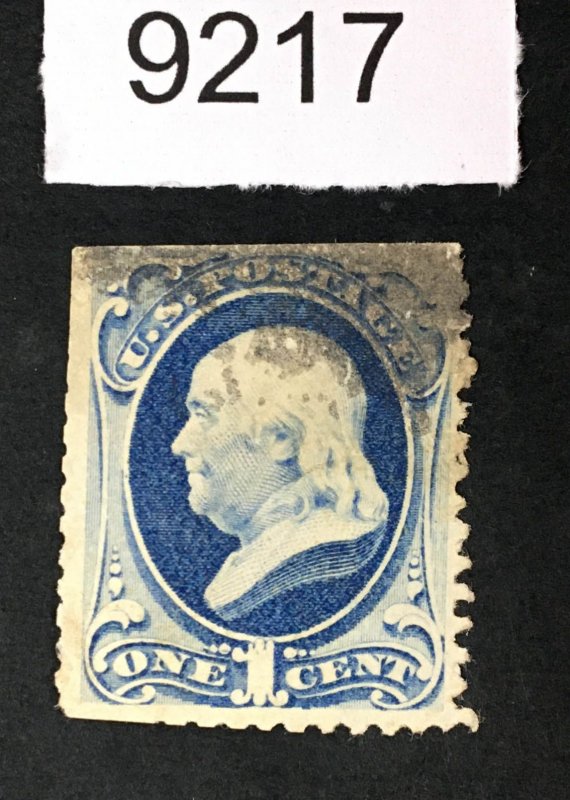 9217
U.S. POSTAGE
ONE 1 CENT